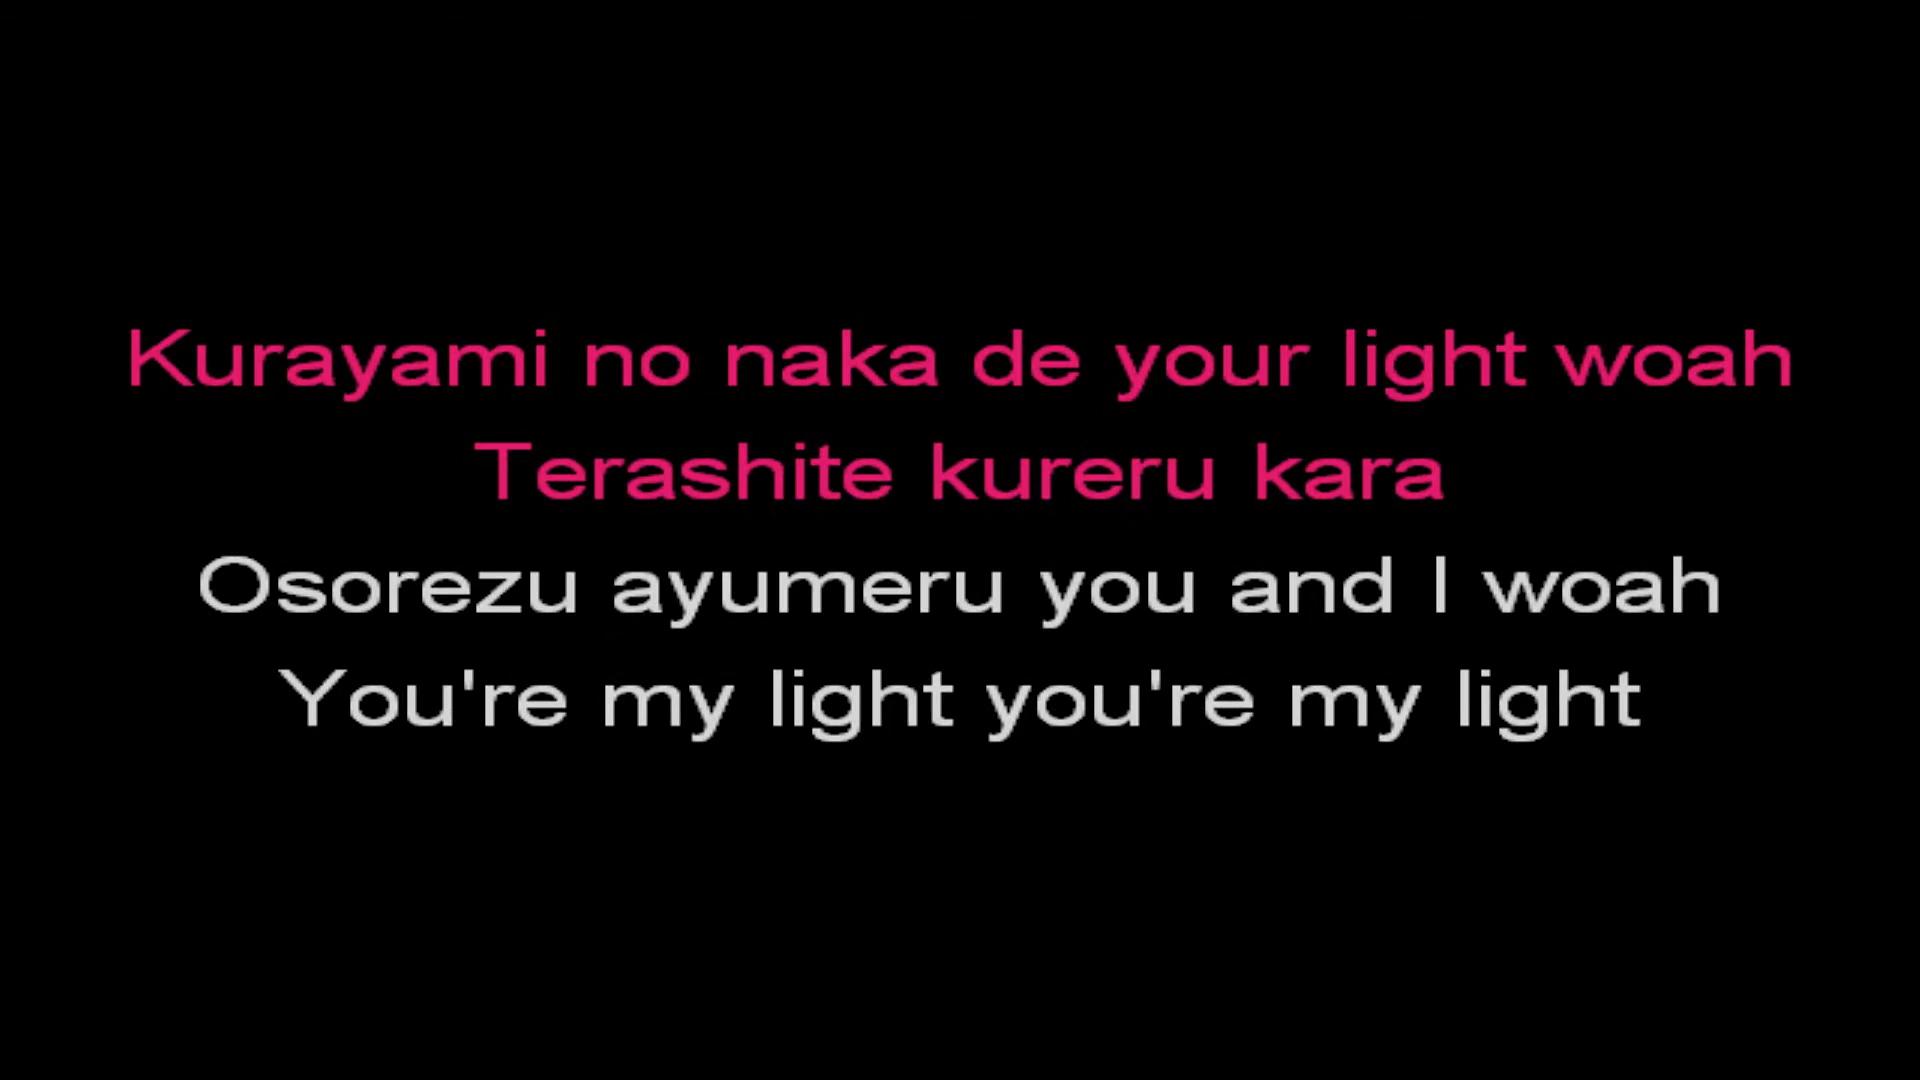 Kurayami no naka de your light woah
Terashite kureru kara
Osorezu ayumeru you and I woah
You're my light you're my light